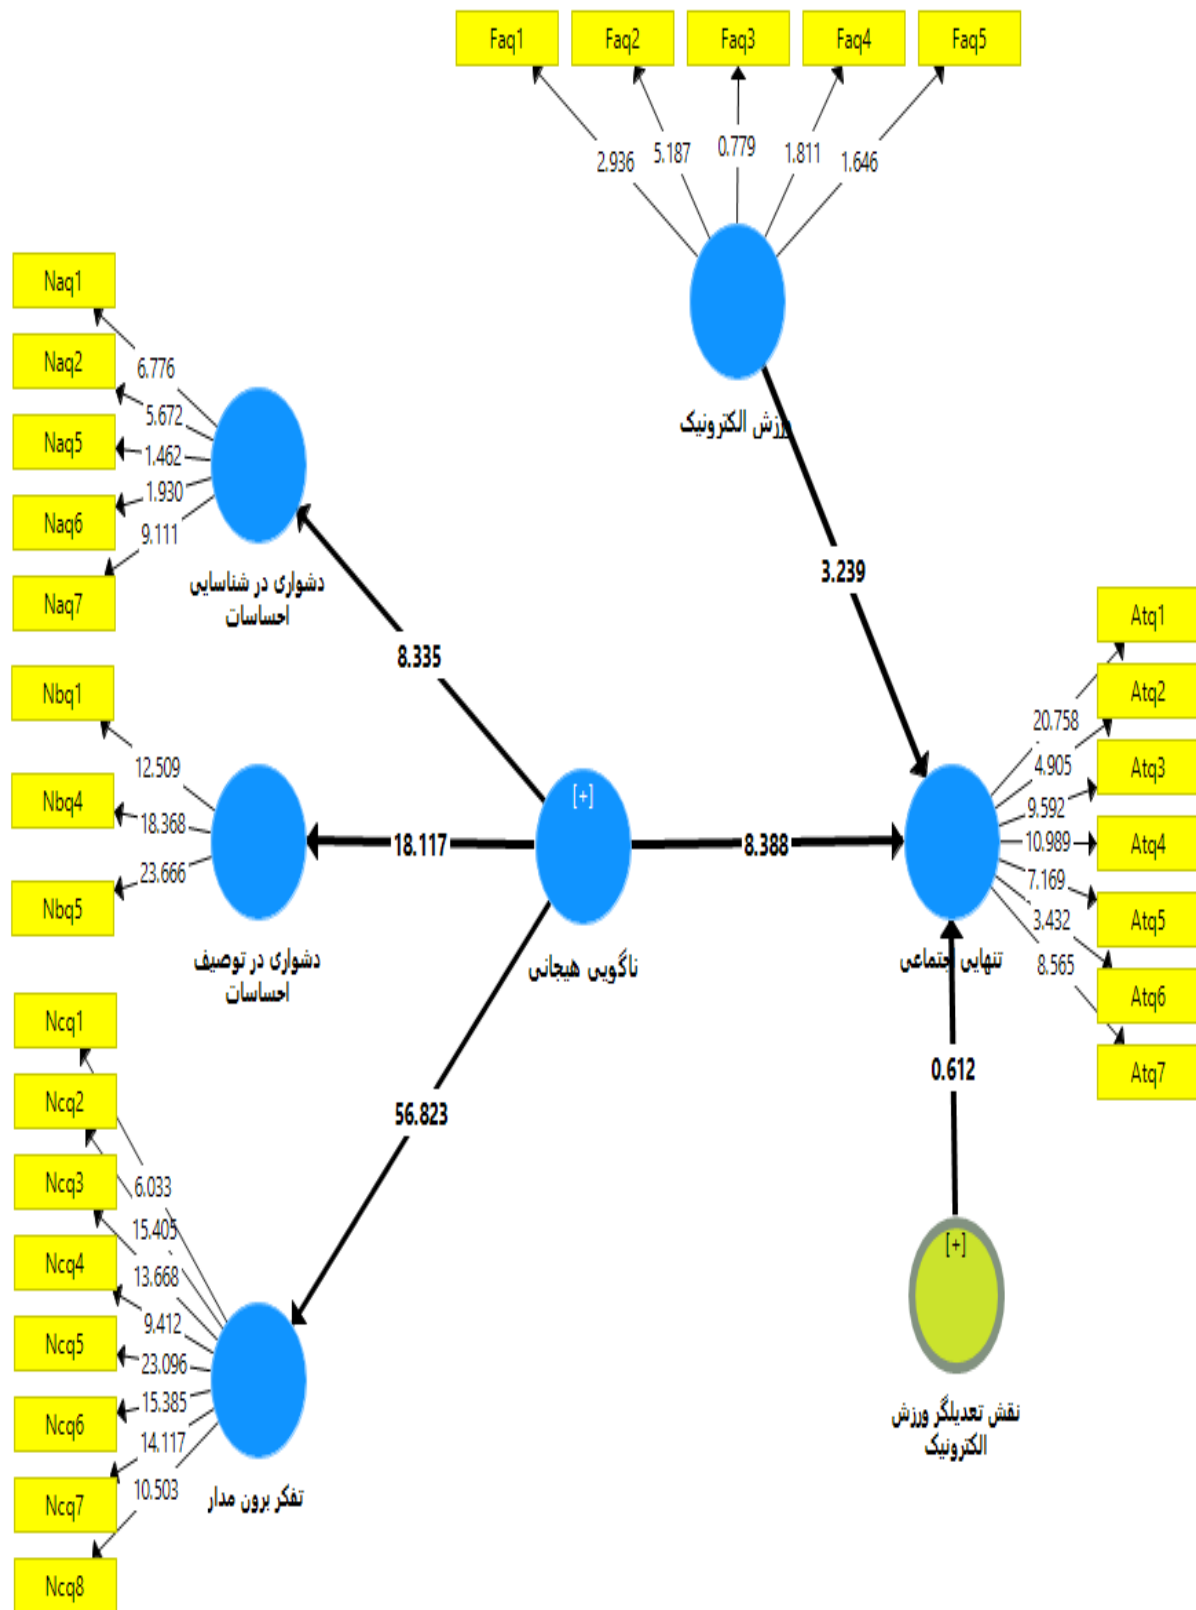 Faq1
Faq2
Faq3
Faq4
Faq5
2.936
5.187
0.779
1.811
1.646
ورزش الکترونیک
3.239
Naq1
Naq2
Naq5
Naq6
Naq7
6.776
5.672
1.462
1.930
9.111
دشواری در شناسایی
احساسات
8.335
Nbq1
Nbq4
Nbq5
12.509
18.368
23.666
دشواری در توصیف
احساسات
18.117
[+]
ناگویی هیجانی
8.388
56.823
Atq1
Atq2
Atq3
Atq4
Atq5
Atq6
Atq7
20.758
4.905
9.592
10.989
7.169
3.432
8.565
تنهایی اجتماعی
0.612
[+]
نقش تعدیلگر ورزش
الکترونیک
Ncq1
Ncq2
Ncq3
Ncq4
Ncq5
Ncq6
Ncq7
Ncq8
6.033
15.405
13.668
9.412
23.096
15.385
14.117
10.503
تفکر برون مدار